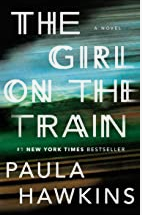 THE
A NOVEL
GIRL
ON THE
TRAIN
#1 NEW YORK TIMES BESTSELLER
PAULA
HAWKINS